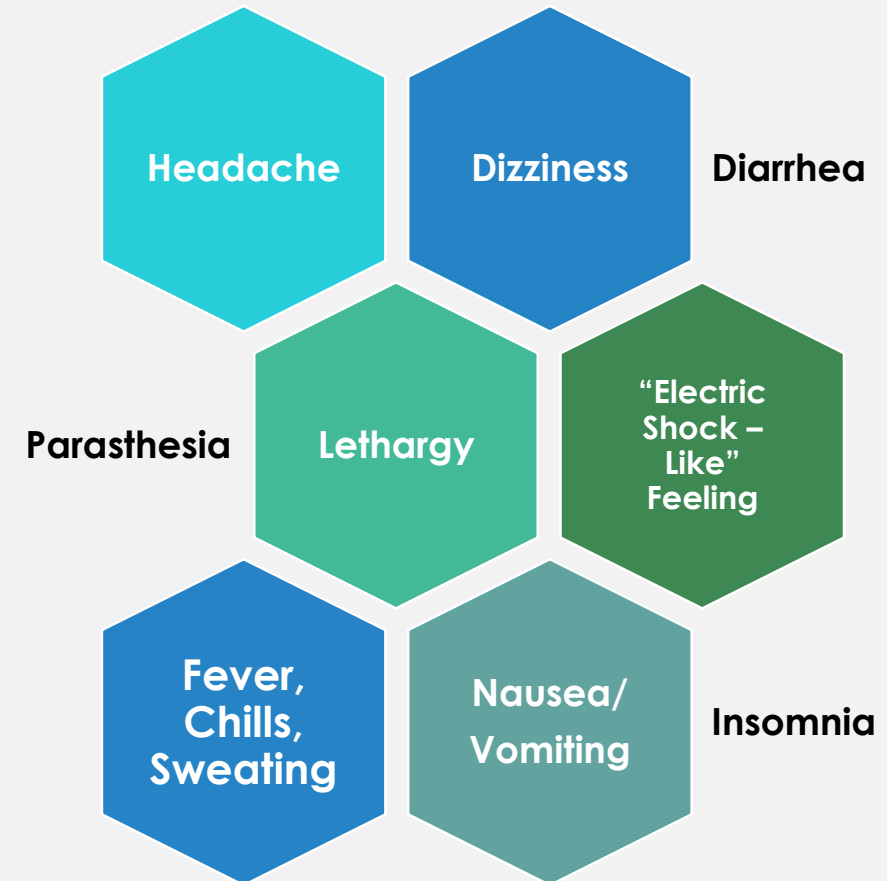 Headache
Dizziness
Diarrhea
Parasthesia
Lethargy
“Electric
Shock –
Like”
Feeling
Fever,
Chills,
Sweating
Nausea/
Vomiting
Insomnia